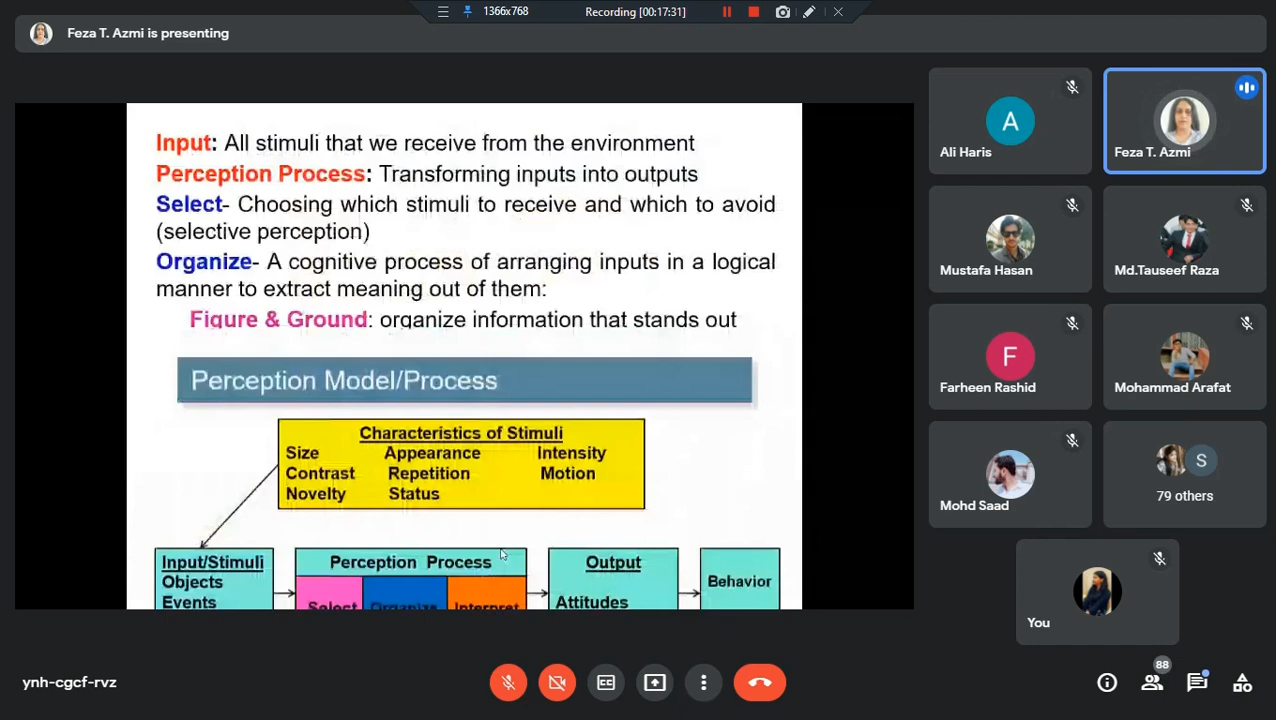 1366x768
Recording [00:17:31]
Feza T. Azmi is presenting
Input: All stimuli that we receive from the environment
Perception Process: Transforming inputs into outputs
Select- Choosing which stimuli to receive and which to avoid
(selective perception)
Organize- A cognitive process of arranging inputs in a logical
manner to extract meaning out of them:
Figure & Ground: organize information that stands out
Perception Model/Process
Characteristics of Stimuli
Size Appearance Intensity
Contrast Repetition Motion
Novelty Status
Input/Stimuli
Objects
Events
Perception Process
Select Organize Interpret
Output
Attitudes
Behavior
A
Ali Haris
Feza T. Azmi
Mustafa Hasan
Md.Tauseef Raza
F
Farheen Rashid
Mohammad Arafat
Mohd Saad
S
79 others
You
ynh-cgcf-rvz
CC
88